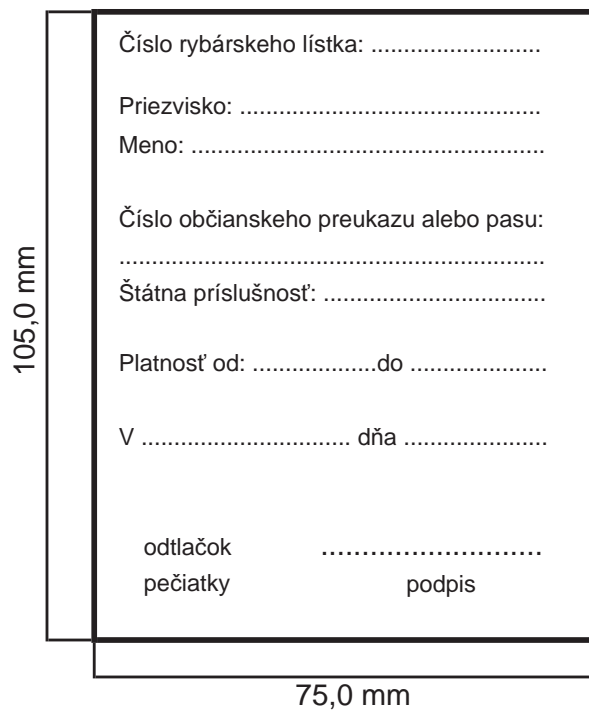 Číslo rybárskeho lístka: ..........................
Priezvisko: ..............................................
Meno: ......................................................
Číslo občianskeho preukazu alebo pasu:
.................................................................
Štátna príslušnosť: ..................................
Platnosť od: ...................do .....................
V ................................ dňa ......................
odtlačok ...........................
pečiatky podpis
105,0 mm
75,0 mm